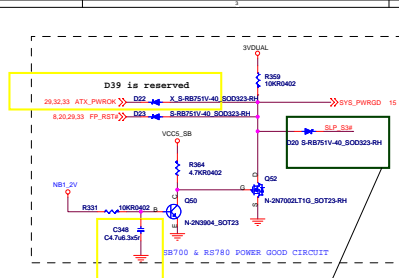 3
3VDUAL
D39 is reserved
R359
10KR0402
29,32,33 ATX_PWROK D22 X_S-RB751V-40_SOD323-RH
SYS_PWRGD 15
8,20,29,33 FP_RST# D23 S-RB751V-40_SOD323-RH
SLP_S3#
VCC5_SB
D20 S-RB751V-40_SOD323-RH
R364
4.7KR0402
D
Q52
G
NB1_2V
N-2N7002LT1G_SOT23-RH
S
R331 10KR0402
C
Q50
B
N-2N3904_SOT23
E
C348
C4.7u6.3x5r
SB700 & RS780 POWER GOOD CIRCUIT